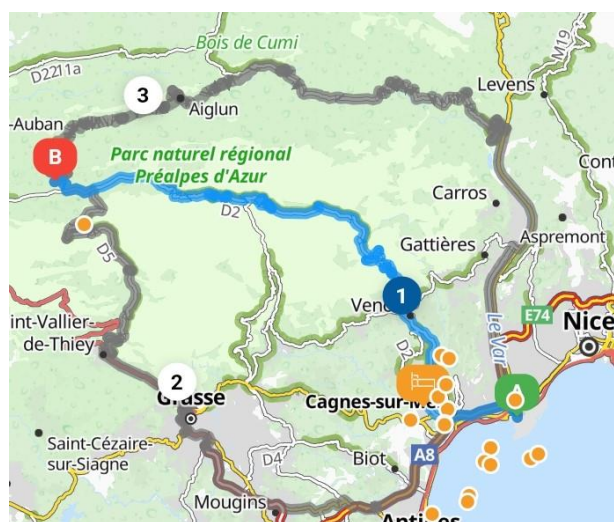 Bois de Cumi
M19
D2211a
Levens
3
Aiglun
-Auban
B
Parc naturel régional
Préalpes d'Azur
Cont
Carros
D2
Aspremont
D5
Gattières
1
Ven
E74
Nice
int-Vallier-
de-Thiey
Le Var
D2
2
A
Grasse
Cagnes-sur-M
Saint-Cézaire-
sur-Siagne
D4
Biot
A8
Mougins
Antibes